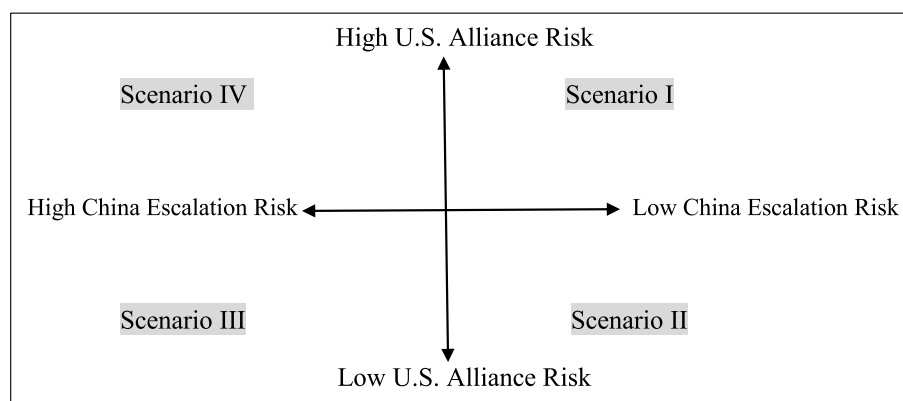 High U.S. Alliance Risk
Scenario IV
Scenario I
High China Escalation Risk
Low China Escalation Risk
Scenario III
Scenario II
Low U.S. Alliance Risk